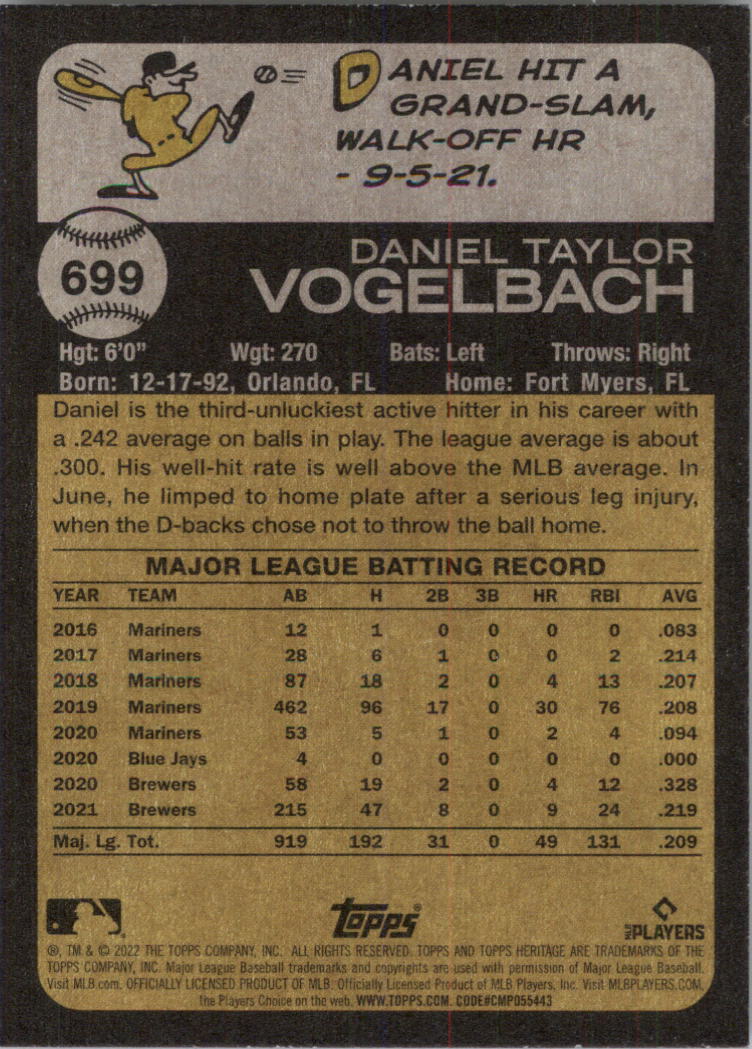 DANIEL HIT A
GRAND-SLAM,
WALK-OFF HR
- 9-5-21.
699
DANIEL TAYLOR
VOGELBACH
Hgt: 6'0" Wgt: 270 Bats: Left Throws: Right
Born: 12-17-92, Orlando, FL Home: Fort Myers, FL
Daniel is the third-unluckiest active hitter in his career with
a .242 average on balls in play. The league average is about
.300. His well-hit rate is well above the MLB average. In
June, he limped to home plate after a serious leg injury,
when the D-backs chose not to throw the ball home.
MAJOR LEAGUE BATTING RECORD
YEAR TEAM AB H 2B 3B HR RBI AVG
2016 Mariners 12 1 0 0 0 0 .083
2017 Mariners 28 6 1 0 0 2 .214
2018 Mariners 87 18 2 0 4 13 .207
2019 Mariners 462 96 17 0 30 76 .208
2020 Mariners 53 5 1 0 2 4 .094
2020 Blue Jays 4 0 0 0 0 0 .000
2020 Brewers 58 19 2 0 4 12 .328
2021 Brewers 215 47 8 0 9 24 .219
Maj. Lg. Tot. 919 192 31 0 49 131 .209
Topps® MLB PLAYERS
®, TM & © 2022 THE TOPPS COMPANY, INC. ALL RIGHTS RESERVED. TOPPS AND TOPPS HERITAGE ARE TRADEMARKS OF THE
TOPPS COMPANY, INC. Major League Baseball trademarks and copyrights are used with permission of Major League Baseball.
Visit MLB.com. OFFICIALLY LICENSED PRODUCT OF MLB. Officially Licensed Product of MLB Players, Inc. Visit MLBPLAYERS.COM,
the Players Choice on the web. WWW.TOPPS.COM. CODE#CMP055443